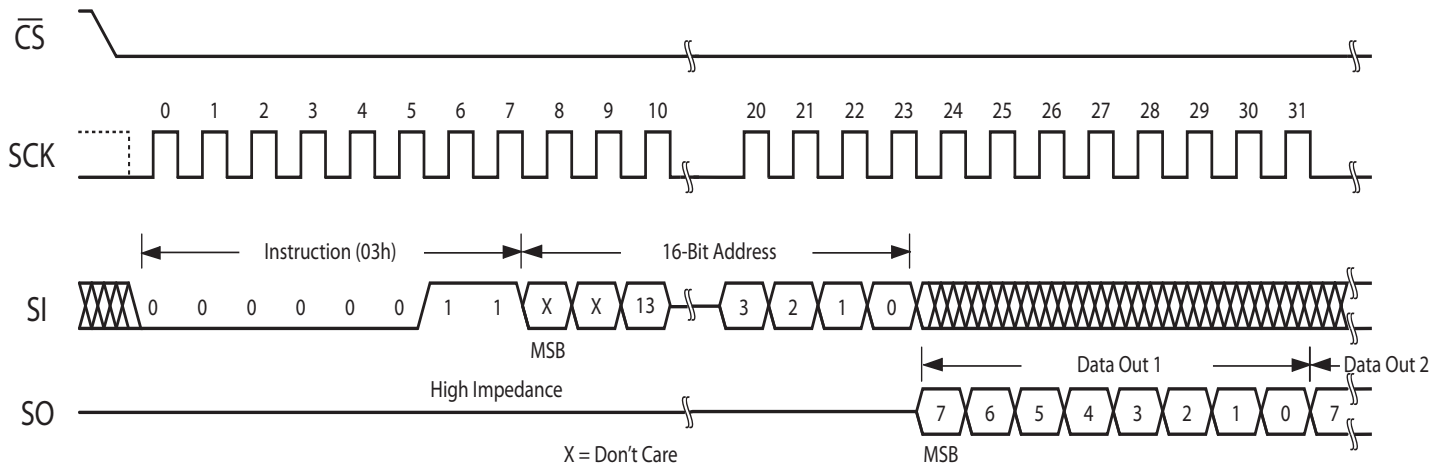 C̅S̅
0 1 2 3 4 5 6 7 8 9 10 20 21 22 23 24 25 26 27 28 29 30 31
SCK
Instruction (03h) 16-Bit Address
SI 0 0 0 0 0 0 1 1 X X 13 3 2 1 0
MSB
Data Out 1 Data Out 2
High Impedance
SO 7 6 5 4 3 2 1 0 7
X = Don't Care MSB